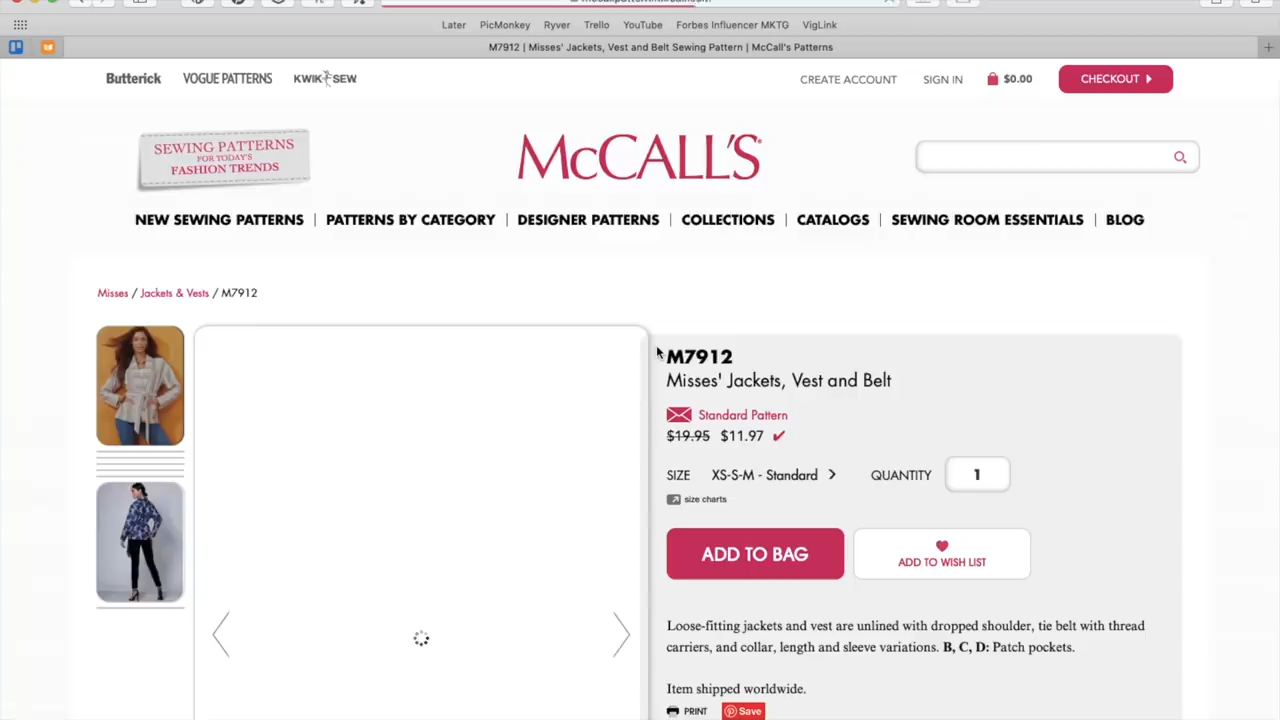 Later PicMonkey Ryver Trello YouTube Forbes Influencer MKTG VigLink
M7912 | Misses' Jackets, Vest and Belt Sewing Pattern | McCall's Patterns
Butterick VOGUE PATTERNS KWIK SEW CREATE ACCOUNT SIGN IN $0.00 CHECKOUT
SEWING PATTERNS
FOR TODAY'S
FASHION TRENDS
McCALL'S
NEW SEWING PATTERNS | PATTERNS BY CATEGORY | DESIGNER PATTERNS | COLLECTIONS | CATALOGS | SEWING ROOM ESSENTIALS | BLOG
Misses / Jackets & Vests / M7912
M7912
Misses' Jackets, Vest and Belt
Standard Pattern
$19.95 $11.97
SIZE XS-S-M - Standard QUANTITY 1
size charts
ADD TO BAG
ADD TO WISH LIST
Loose-fitting jackets and vest are unlined with dropped shoulder, tie belt with thread
carriers, and collar, length and sleeve variations. B, C, D: Patch pockets.
Item shipped worldwide.
PRINT Save